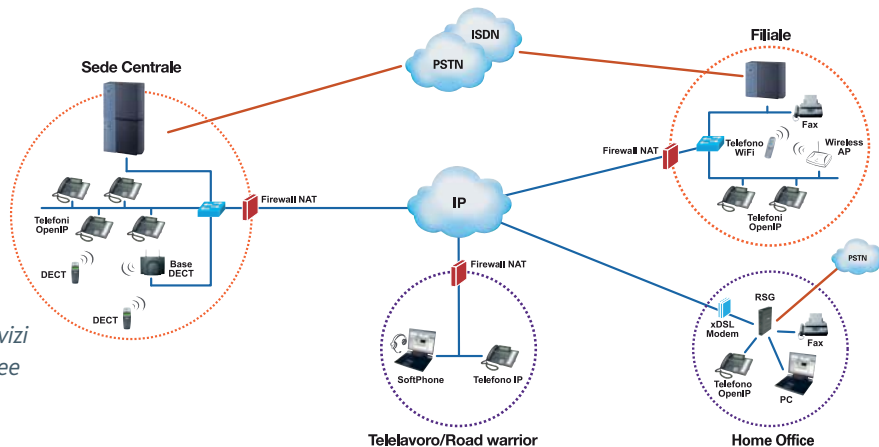 ISDN
PSTN
Sede Centrale
Filiale
Fax
Telefono
WiFi
Wireless
AP
Firewall NAT
Telefoni
OpenIP
Firewall NAT
IP
Telefoni
OpenIP
DECT
Base
DECT
DECT
Firewall NAT
PSTN
RSG
xDSL
Modem
Fax
Telefono
OpenIP
PC
SoftPhone
Telefono IP
vizi
ee
Telelavoro/Road warrior
Home Office